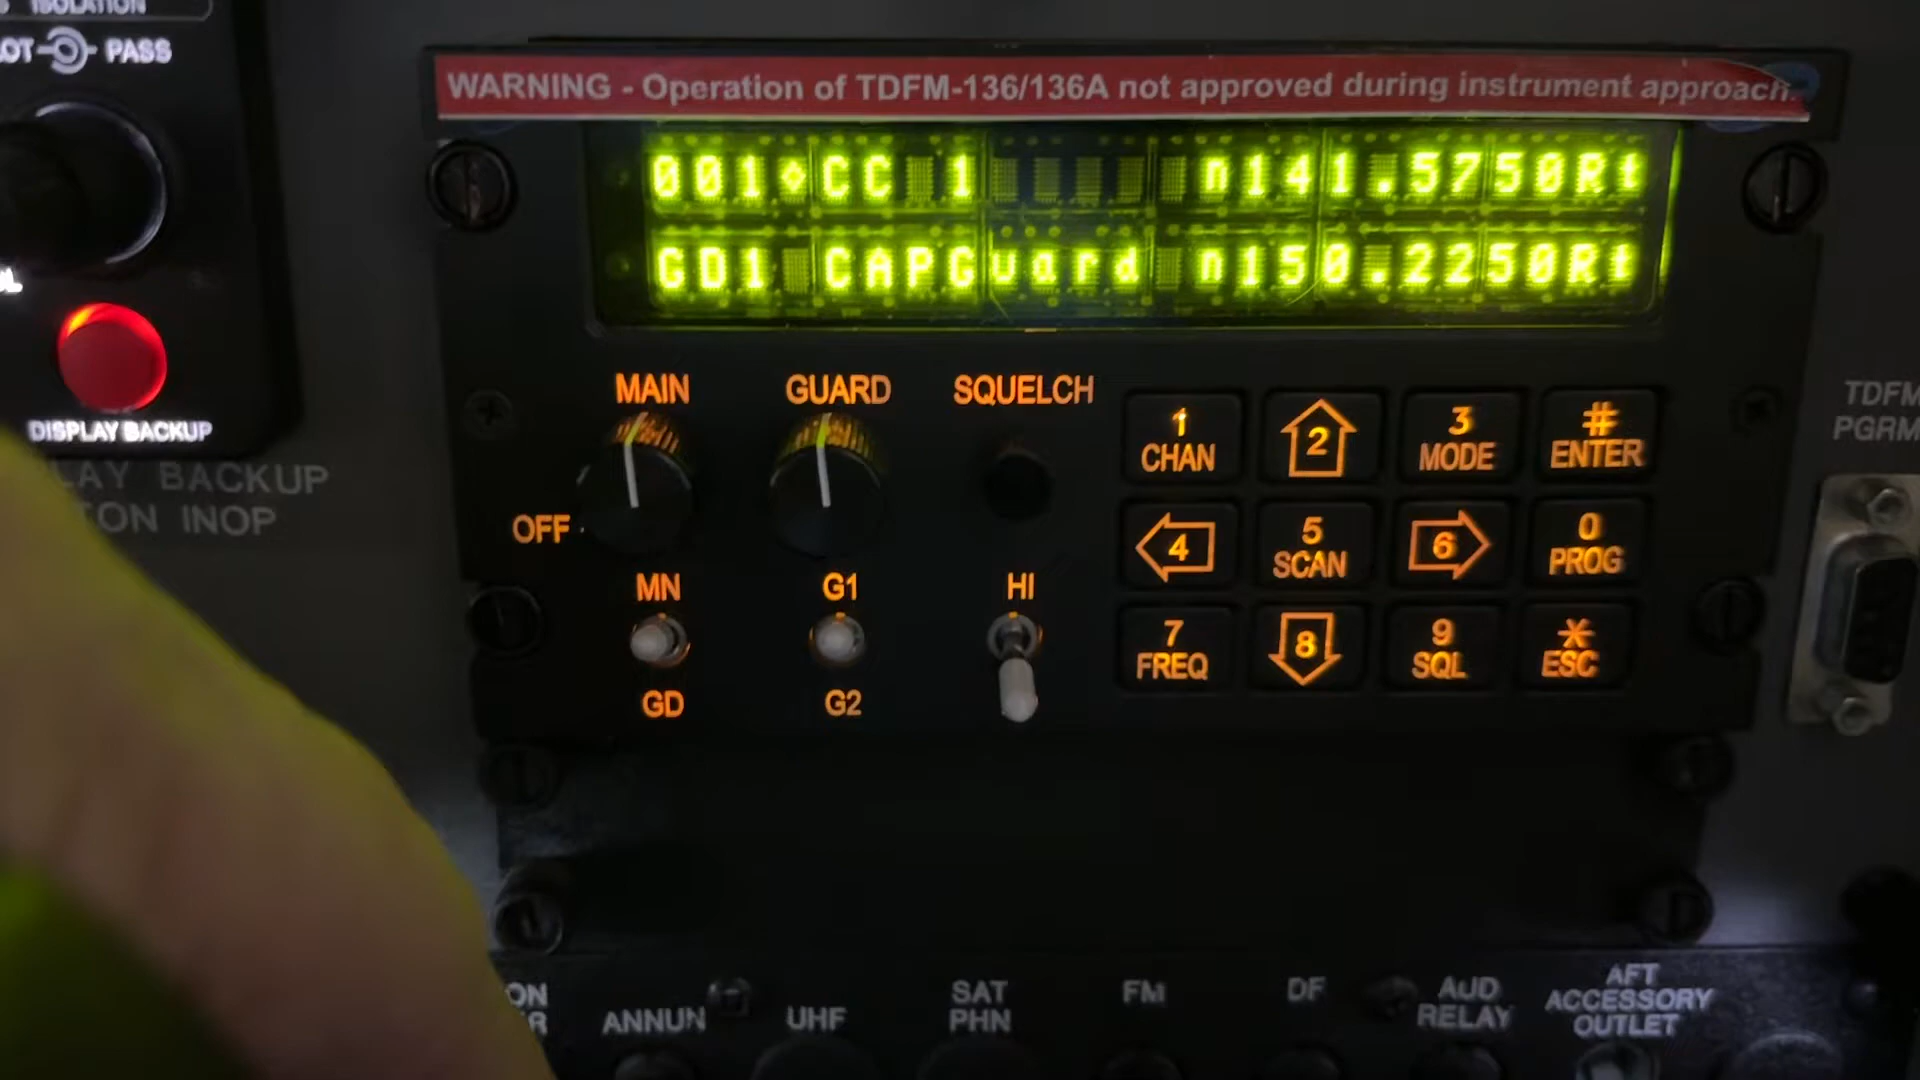 ISOLATION
PASS
WARNING - Operation of TDFM-136/136A not approved during instrument approach.
001◆CC 1 n141.5750Rt
GD1 CAPGuard n150.2250Rt
DISPLAY BACKUP
BACKUP
INOP
MAIN GUARD SQUELCH
OFF
MN G1 HI
GD G2
1 CHAN 2 3 MODE # ENTER
4 5 SCAN 6 0 PROG
7 FREQ 8 9 SQL * ESC
TDFM
PGRM
ANNUN UHF SAT PHN FM DF AUD RELAY AFT ACCESSORY OUTLET